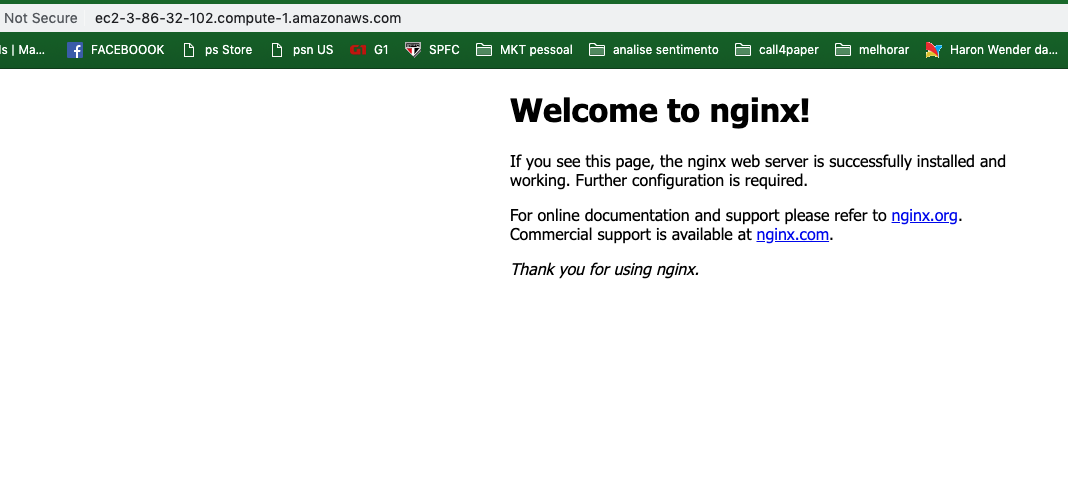 Not Secure ec2-3-86-32-102.compute-1.amazonaws.com
ls | Ma... FACEBOOOK ps Store psn US G1 G1 SPFC MKT pessoal analise sentimento call4paper melhorar Haron Wender da...
Welcome to nginx!
If you see this page, the nginx web server is successfully installed and
working. Further configuration is required.
For online documentation and support please refer to nginx.org.
Commercial support is available at nginx.com.
Thank you for using nginx.